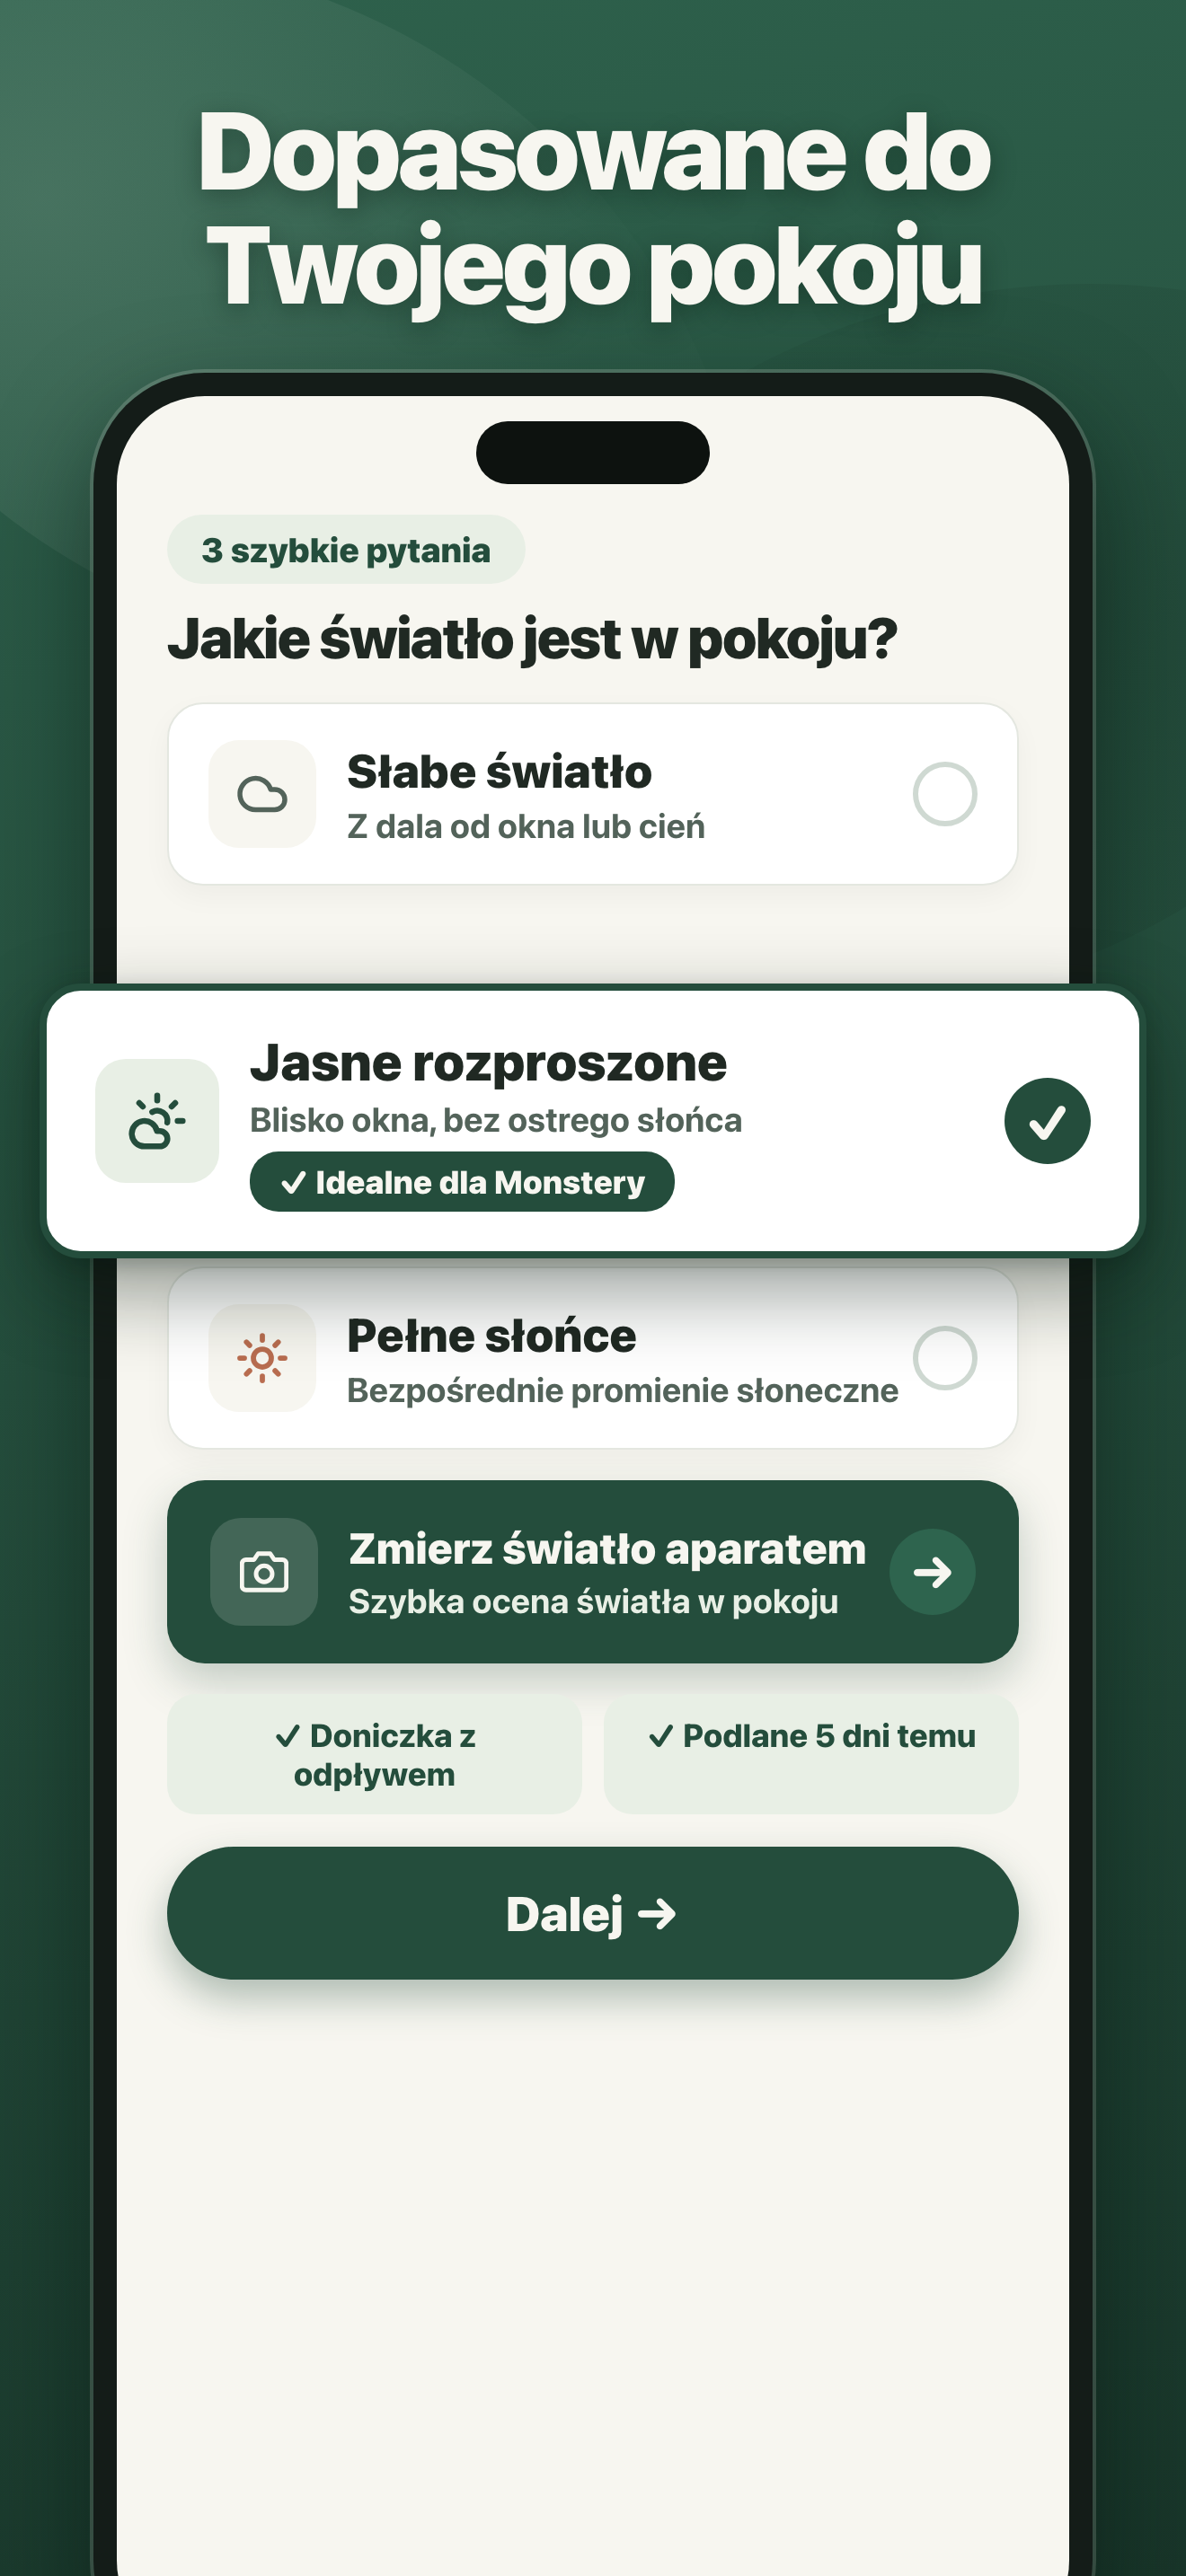 Dopasowane do
Twojego pokoju
3 szybkie pytania
Jakie światło jest w pokoju?
Słabe światło
Z dala od okna lub cień
Jasne rozproszone
Blisko okna, bez ostrego słońca
✓ Idealne dla Monstery
Pełne słońce
Bezpośrednie promienie słoneczne
Zmierz światło aparatem
Szybka ocena światła w pokoju
✓ Doniczka z
odpływem
✓ Podlane 5 dni temu
Dalej →